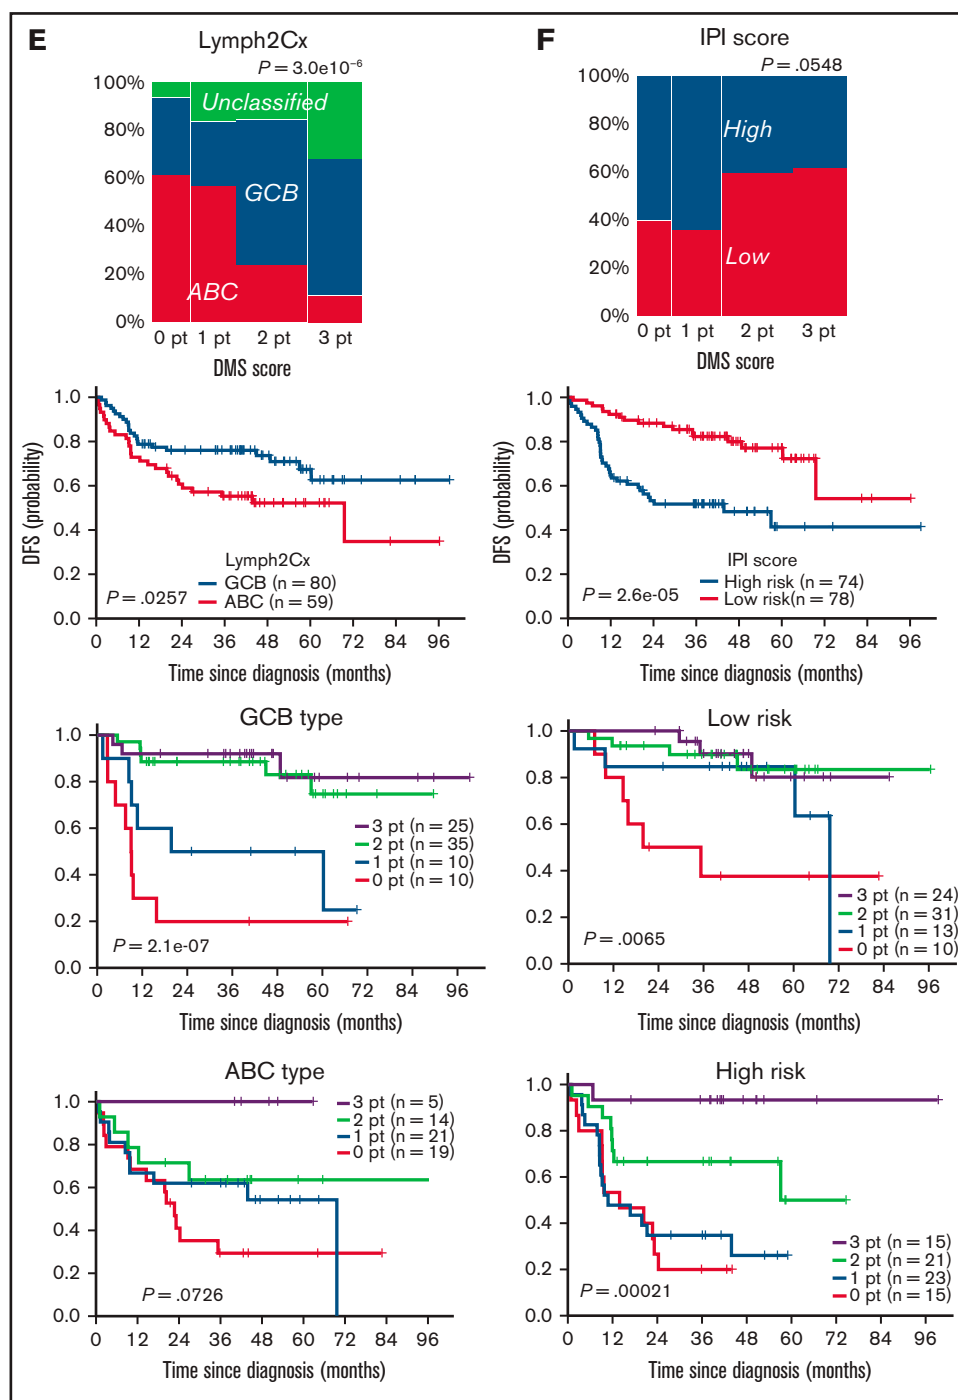 E
Lymph2Cx
P = 3.0e10⁻⁶
100%
80%
60%
40%
20%
0%
Unclassified
GCB
ABC
0 pt 1 pt 2 pt 3 pt
DMS score
1.0
0.8
0.6
0.4
0.2
0.0
DFS (probability)
Lymph2Cx
GCB (n = 80)
ABC (n = 59)
P = .0257
0 12 24 36 48 60 72 84 96
Time since diagnosis (months)
GCB type
1.0
0.8
0.6
0.4
0.2
0.0
3 pt (n = 25)
2 pt (n = 35)
1 pt (n = 10)
0 pt (n = 10)
P = 2.1e-07
0 12 24 36 48 60 72 84 96
Time since diagnosis (months)
ABC type
1.0
0.8
0.6
0.4
0.2
0.0
3 pt (n = 5)
2 pt (n = 14)
1 pt (n = 21)
0 pt (n = 19)
P = .0726
0 12 24 36 48 60 72 84 96
Time since diagnosis (months)
F
IPI score
P = .0548
100%
80%
60%
40%
20%
0%
High
Low
0 pt 1 pt 2 pt 3 pt
DMS score
1.0
0.8
0.6
0.4
0.2
0.0
DFS (probability)
IPI score
High risk (n = 74)
Low risk(n = 78)
P = 2.6e-05
0 12 24 36 48 60 72 84 96
Time since diagnosis (months)
Low risk
1.0
0.8
0.6
0.4
0.2
0.0
3 pt (n = 24)
2 pt (n = 31)
1 pt (n = 13)
0 pt (n = 10)
P = .0065
0 12 24 36 48 60 72 84 96
Time since diagnosis (months)
High risk
1.0
0.8
0.6
0.4
0.2
0.0
3 pt (n = 15)
2 pt (n = 21)
1 pt (n = 23)
0 pt (n = 15)
P = .00021
0 12 24 36 48 60 72 84 96
Time since diagnosis (months)